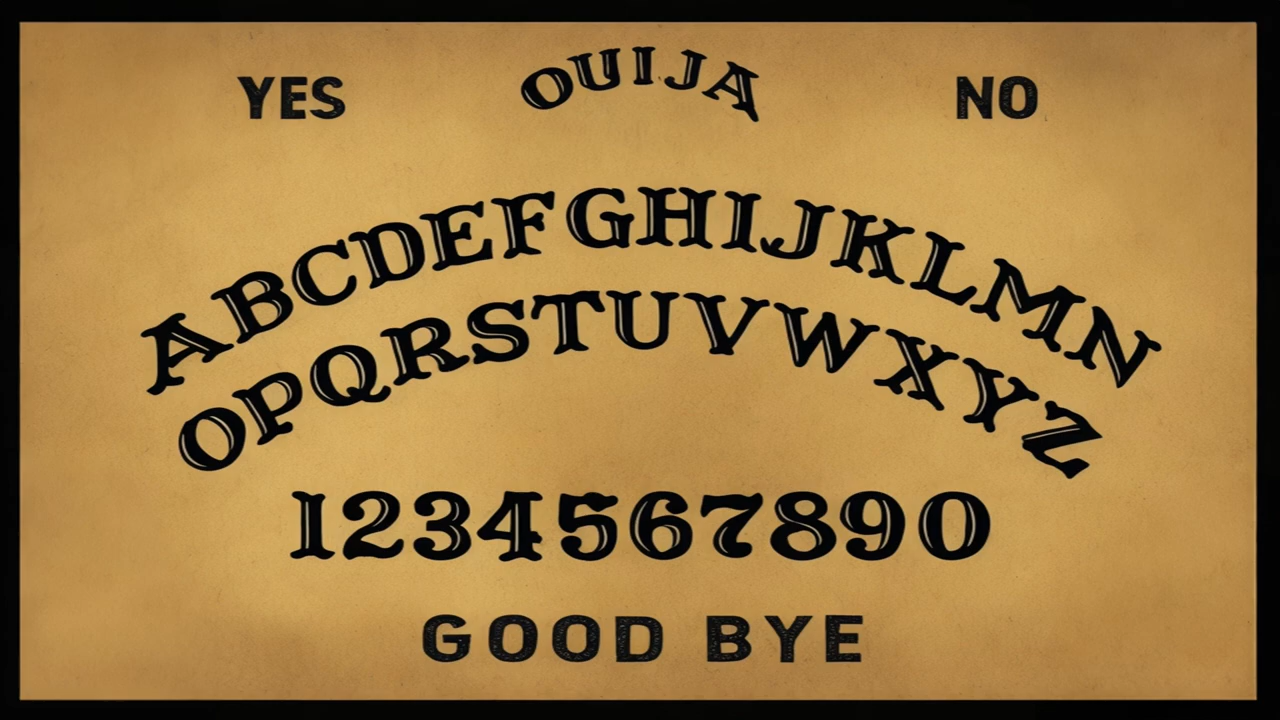 YES OUIJA NO
ABCDEFGHIJKLMN
OPQRSTUVWXYZ
1234567890
GOOD BYE